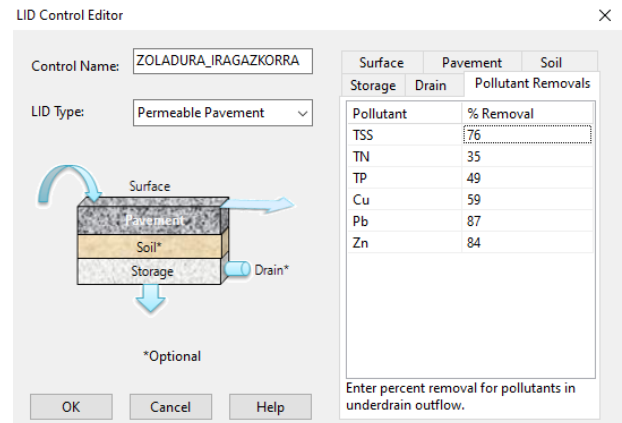 LID Control Editor
Control Name: ZOLADURA_IRAGAZKORRA
LID Type: Permeable Pavement
Surface
Pavement
Soil*
Storage
Drain*
*Optional
OK Cancel Help
Surface Pavement Soil
Storage Drain Pollutant Removals
Pollutant % Removal
TSS 76
TN 35
TP 49
Cu 59
Pb 87
Zn 84
Enter percent removal for pollutants in
underdrain outflow.